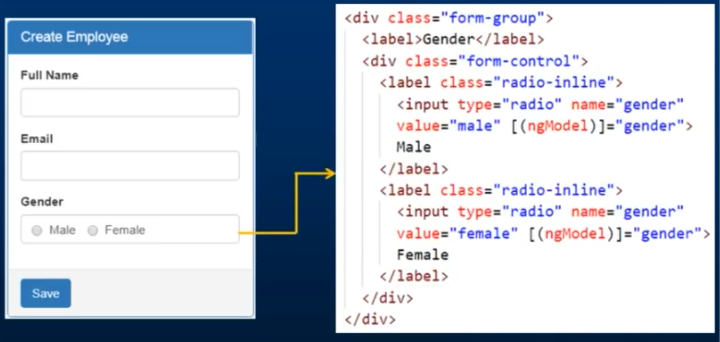 Create Employee
Full Name
Email
Gender
Male Female
Save
<div class="form-group">
<label>Gender</label>
<div class="form-control">
<label class="radio-inline">
<input type="radio" name="gender"
value="male" [(ngModel)]="gender">
Male
</label>
<label class="radio-inline">
<input type="radio" name="gender"
value="female" [(ngModel)]="gender">
Female
</label>
</div>
</div>